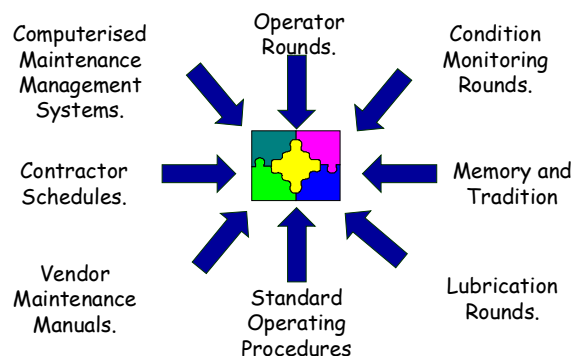 Computerised
Maintenance
Management
Systems.
Operator
Rounds.
Condition
Monitoring
Rounds.
Contractor
Schedules.
Memory and
Tradition
Vendor
Maintenance
Manuals.
Standard
Operating
Procedures
Lubrication
Rounds.